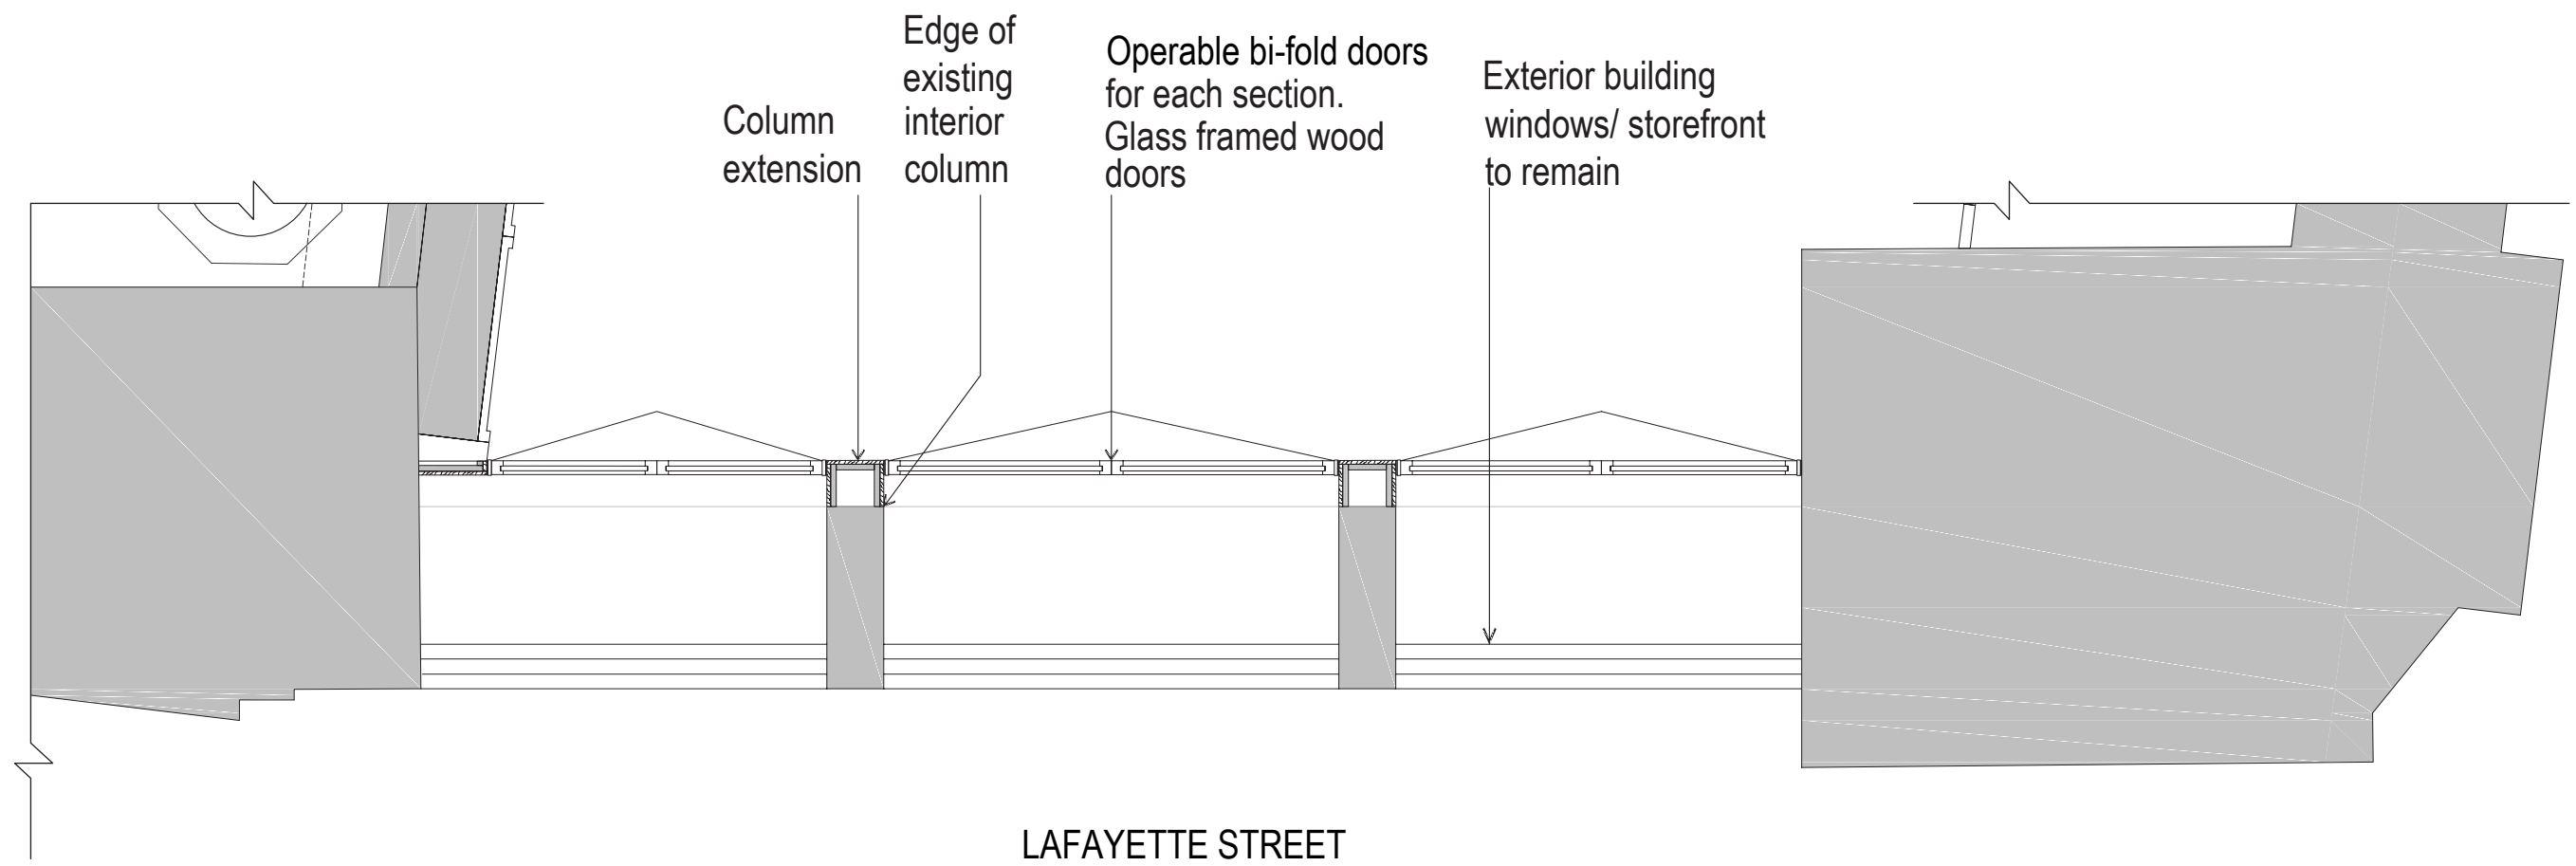 Column
extension
Edge of
existing
interior
column
Operable bi-fold doors
for each section.
Glass framed wood
doors
Exterior building
windows/ storefront
to remain
LAFAYETTE STREET